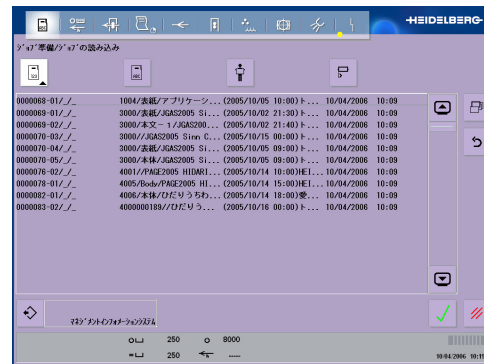 HEIDELBERG
ｼﾞｮﾌﾞ準備/ｼﾞｮﾌﾞの読み込み
123
ABC
0000068-01/_/_ 1004/表紙/アプリケーシ... (2005/10/05 10:00)ト... 10/04/2006 10:09
0000069-01/_/_ 3000/表紙/JGAS2005 Si... (2005/10/02 21:30)ト... 10/04/2006 10:09
0000069-02/_/_ 3000/本文－1/JGAS200... (2005/10/02 21:40)ト... 10/04/2006 10:09
0000070-03/_/_ 3000//JGAS2005 Sinn C... (2005/10/15 00:00)ト... 10/04/2006 10:09
0000070-04/_/_ 3000/表紙/JGAS2005 Si... (2005/10/05 09:00)ト... 10/04/2006 10:09
0000070-05/_/_ 3000/本体/JGAS2005 Si... (2005/10/05 09:00)ト... 10/04/2006 10:09
0000076-02/_/_ 4001//PAGE2005 HIDARI... (2005/10/14 10:00)HEI... 10/04/2006 10:09
0000078-01/_/_ 4005/Body/PAGE2005 HI... (2005/10/14 15:00)HEI... 10/04/2006 10:09
0000082-01/_/_ 4006/本体/ひだりうちわ... (2005/10/14 18:00)愛... 10/04/2006 10:09
0000083-02/_/_ 4000000189//ひだりう... (2005/10/16 00:00)ト... 10/04/2006 10:09
ﾏﾈｼﾞﾒﾝﾄｲﾝﾌｫﾒｰｼｮﾝｼｽﾃﾑ
250 8000
250 -----
10/04/2006 10:11